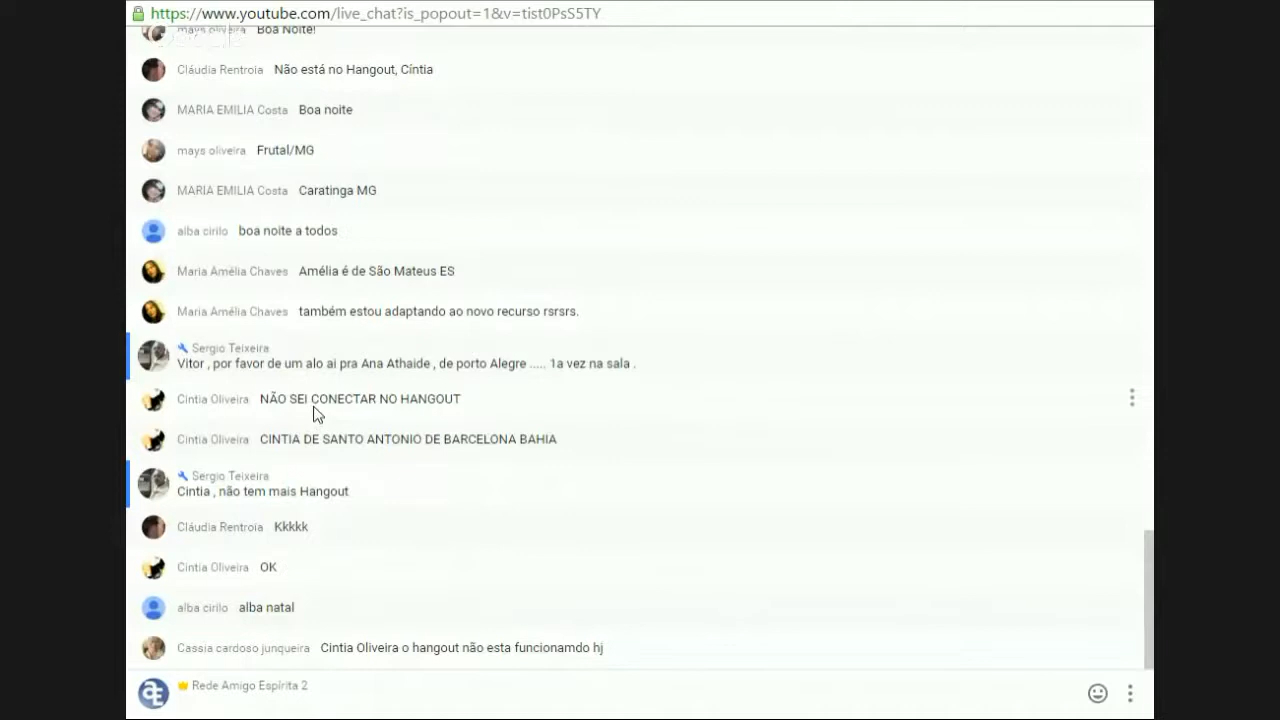 https://www.youtube.com/live_chat?is_popout=1&v=tist0PsS5TY
mays oliveira Boa Noite!
Cláudia Rentroia Não está no Hangout, Cíntia
MARIA EMILIA Costa Boa noite
mays oliveira Frutal/MG
MARIA EMILIA Costa Caratinga MG
alba cirilo boa noite a todos
Maria Amélia Chaves Amélia é de São Mateus ES
Maria Amélia Chaves também estou adaptando ao novo recurso rsrsrs.
Sergio Teixeira
Vitor , por favor de um alo ai pra Ana Athaide , de porto Alegre ..... 1a vez na sala .
Cintia Oliveira NÃO SEI CONECTAR NO HANGOUT
Cintia Oliveira CINTIA DE SANTO ANTONIO DE BARCELONA BAHIA
Sergio Teixeira
Cintia , não tem mais Hangout
Cláudia Rentroia Kkkkk
Cintia Oliveira OK
alba cirilo alba natal
Cassia cardoso junqueira Cintia Oliveira o hangout não esta funcionamdo hj
Rede Amigo Espírita 2